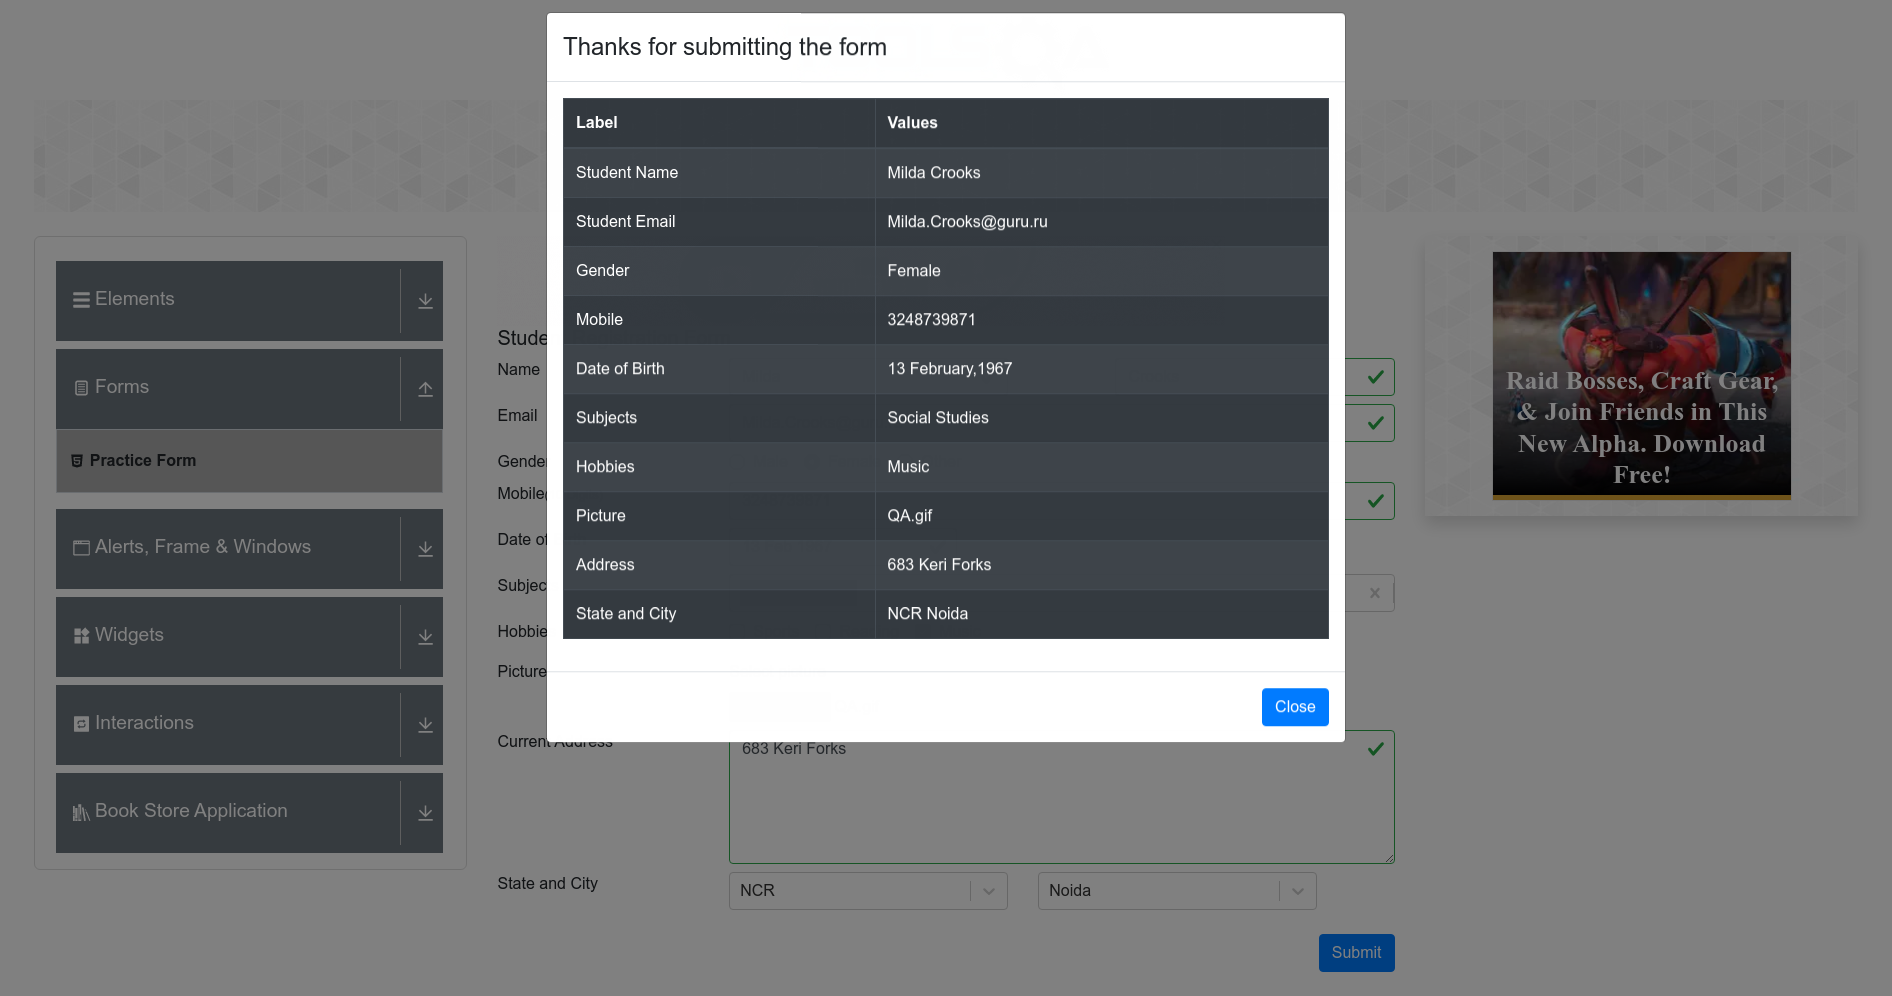 Thanks for submitting the form
Label Values
Student Name Milda Crooks
Student Email Milda.Crooks@guru.ru
Gender Female
Mobile 3248739871
Date of Birth 13 February,1967
Subjects Social Studies
Hobbies Music
Picture QA.gif
Address 683 Keri Forks
State and City NCR Noida
Close
Elements
Forms
Practice Form
Alerts, Frame & Windows
Widgets
Interactions
Book Store Application
Name
Email
Mobile
Date of
Picture
Current Address
683 Keri Forks
State and City
NCR
Noida
Submit
Raid Bosses, Craft Gear,
& Join Friends in This
New Alpha. Download
Free!